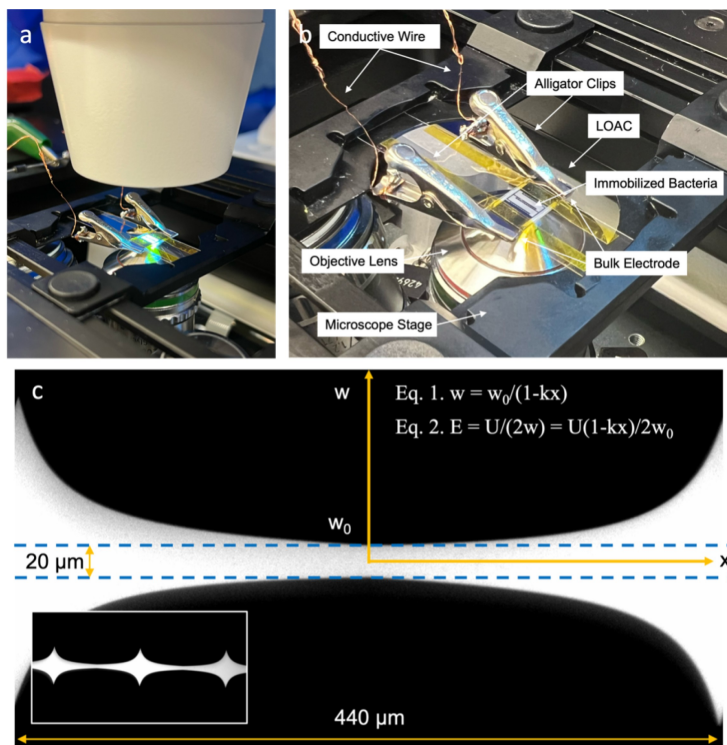 a
b
Conductive Wire
Alligator Clips
LOAC
Immobilized Bacteria
Objective Lens
Bulk Electrode
Microscope Stage
c
w
Eq. 1. w = w₀/(1-kx)
Eq. 2. E = U/(2w) = U(1-kx)/2w₀
w₀
20 µm
x
440 µm